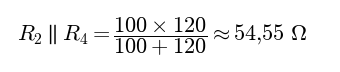 R₂ ∥ R₄ = (100 × 120)/(100 + 120) ≈ 54,55 Ω